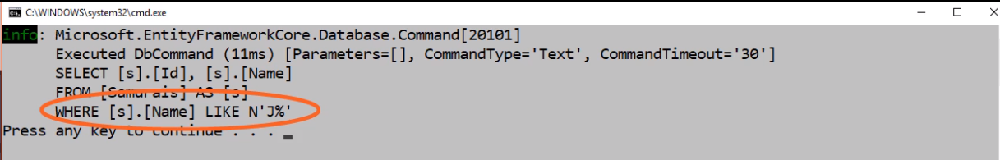 C:\WINDOWS\system32\cmd.exe
info: Microsoft.EntityFrameworkCore.Database.Command[20101]
Executed DbCommand (11ms) [Parameters=[], CommandType='Text', CommandTimeout='30']
SELECT [s].[Id], [s].[Name]
FROM [Samurais] AS [s]
WHERE [s].[Name] LIKE N'J%'
Press any key to continue . . .